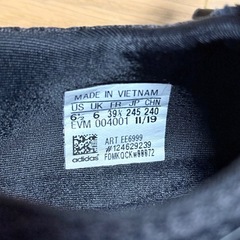 MADE IN VIETNAM
US UK FR JP CHN
6½ 6 39⅓ 245 240
EVM 004001 11/19
ART EE6999
#124629239
adidas